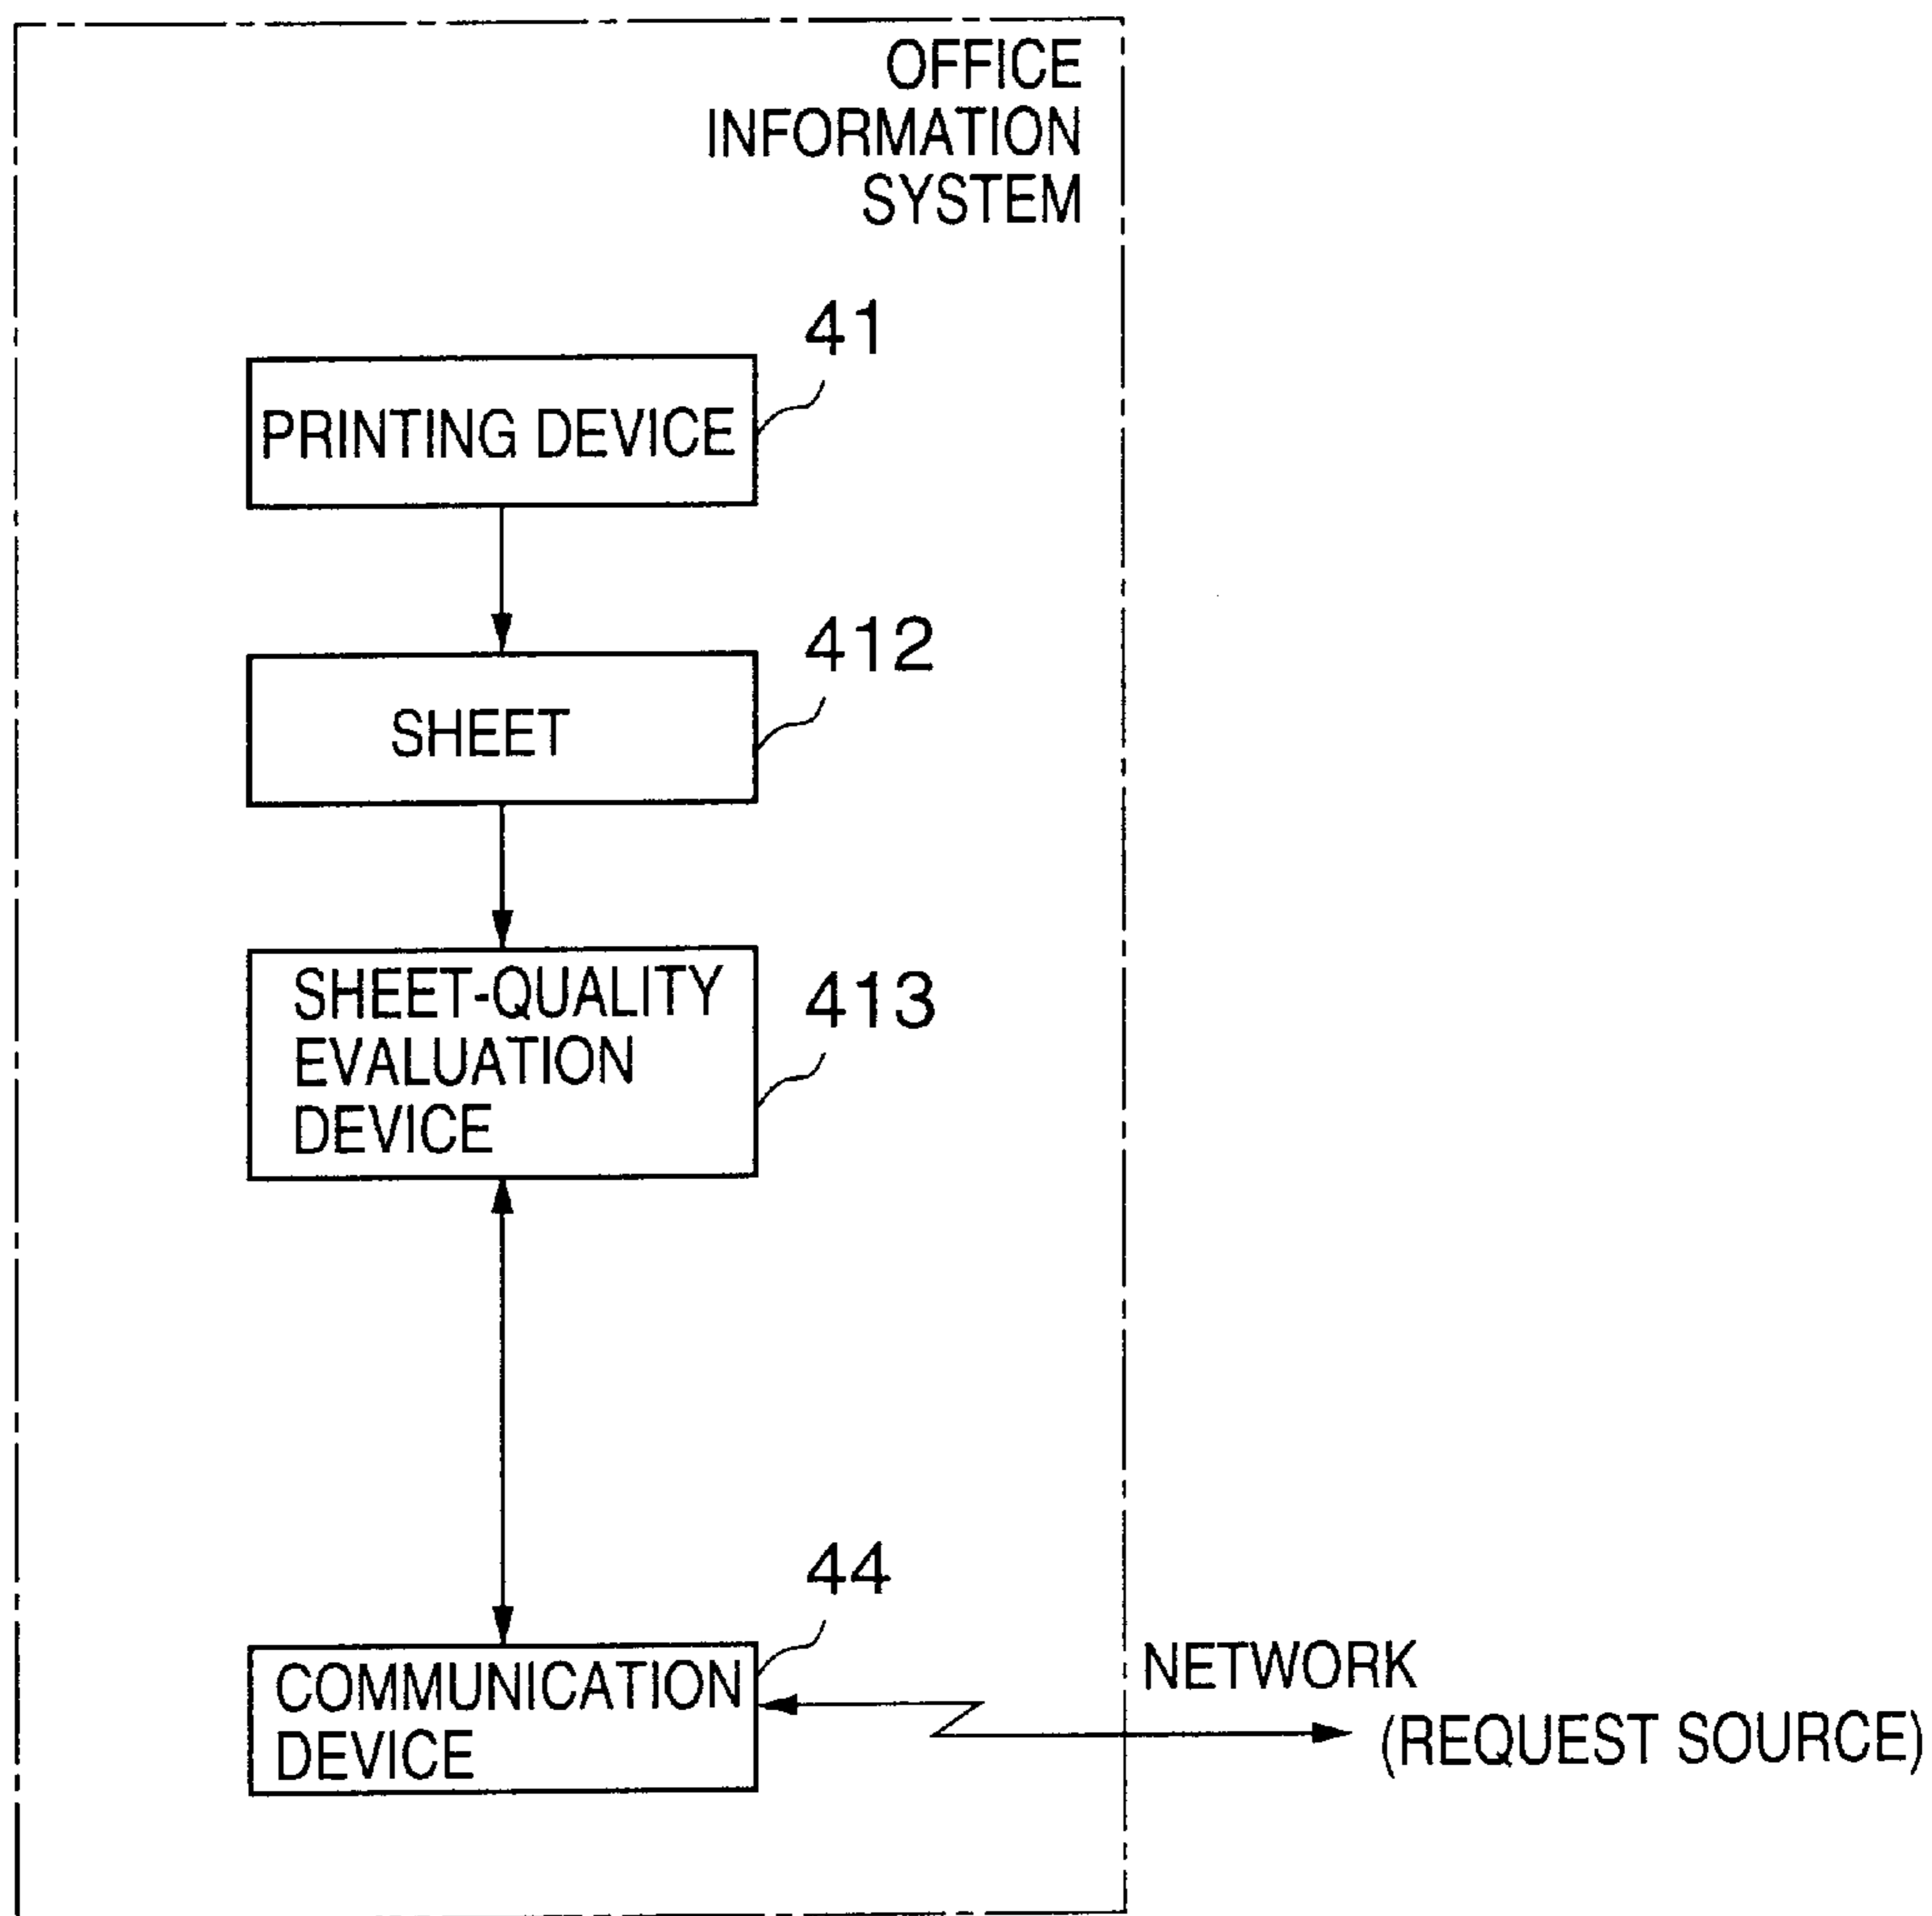 OFFICE
INFORMATION
SYSTEM
41
PRINTING DEVICE
412
SHEET
413
SHEET-QUALITY
EVALUATION
DEVICE
44
COMMUNICATION
DEVICE
NETWORK
(REQUEST SOURCE)